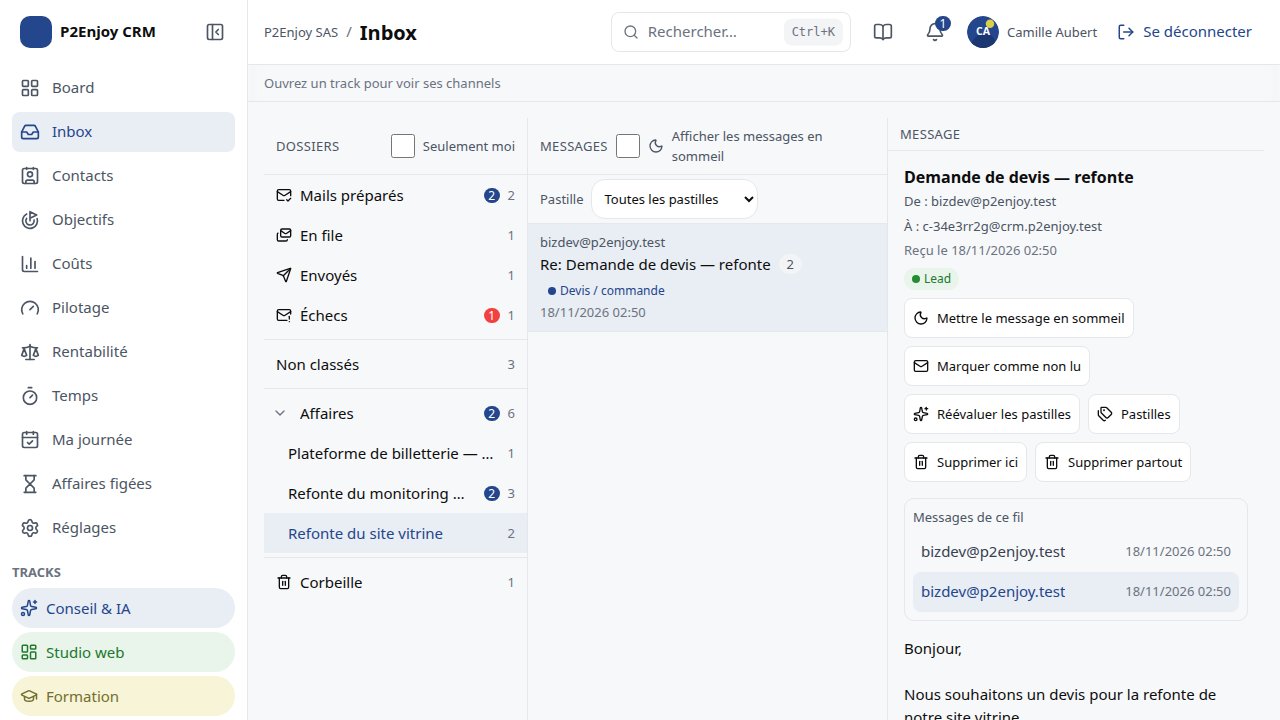 P2Enjoy CRM
P2Enjoy SAS / Inbox
Rechercher... Ctrl+K
1
CA Camille Aubert
Se déconnecter
Ouvrez un track pour voir ses channels
Board
Inbox
Contacts
Objectifs
Coûts
Pilotage
Rentabilité
Temps
Ma journée
Affaires figées
Réglages
TRACKS
Conseil & IA
Studio web
Formation
DOSSIERS Seulement moi
Mails préparés 2 2
En file 1
Envoyés 1
Échecs 1 1
Non classés 3
Affaires 2 6
Plateforme de billetterie — ... 1
Refonte du monitoring ... 2 3
Refonte du site vitrine 2
Corbeille 1
MESSAGES Afficher les messages en
sommeil
Pastille Toutes les pastilles
bizdev@p2enjoy.test
Re: Demande de devis — refonte 2
Devis / commande
18/11/2026 02:50
MESSAGE
Demande de devis — refonte
De : bizdev@p2enjoy.test
À : c-34e3rr2g@crm.p2enjoy.test
Reçu le 18/11/2026 02:50
Lead
Mettre le message en sommeil
Marquer comme non lu
Réévaluer les pastilles Pastilles
Supprimer ici Supprimer partout
Messages de ce fil
bizdev@p2enjoy.test 18/11/2026 02:50
bizdev@p2enjoy.test 18/11/2026 02:50
Bonjour,
Nous souhaitons un devis pour la refonte de
notre site vitrine